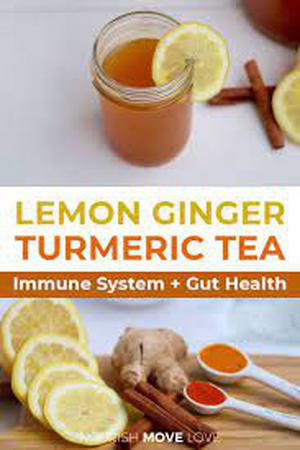 LEMON GINGER
TURMERIC TEA
Immune System + Gut Health
NOURISH MOVE LOVE